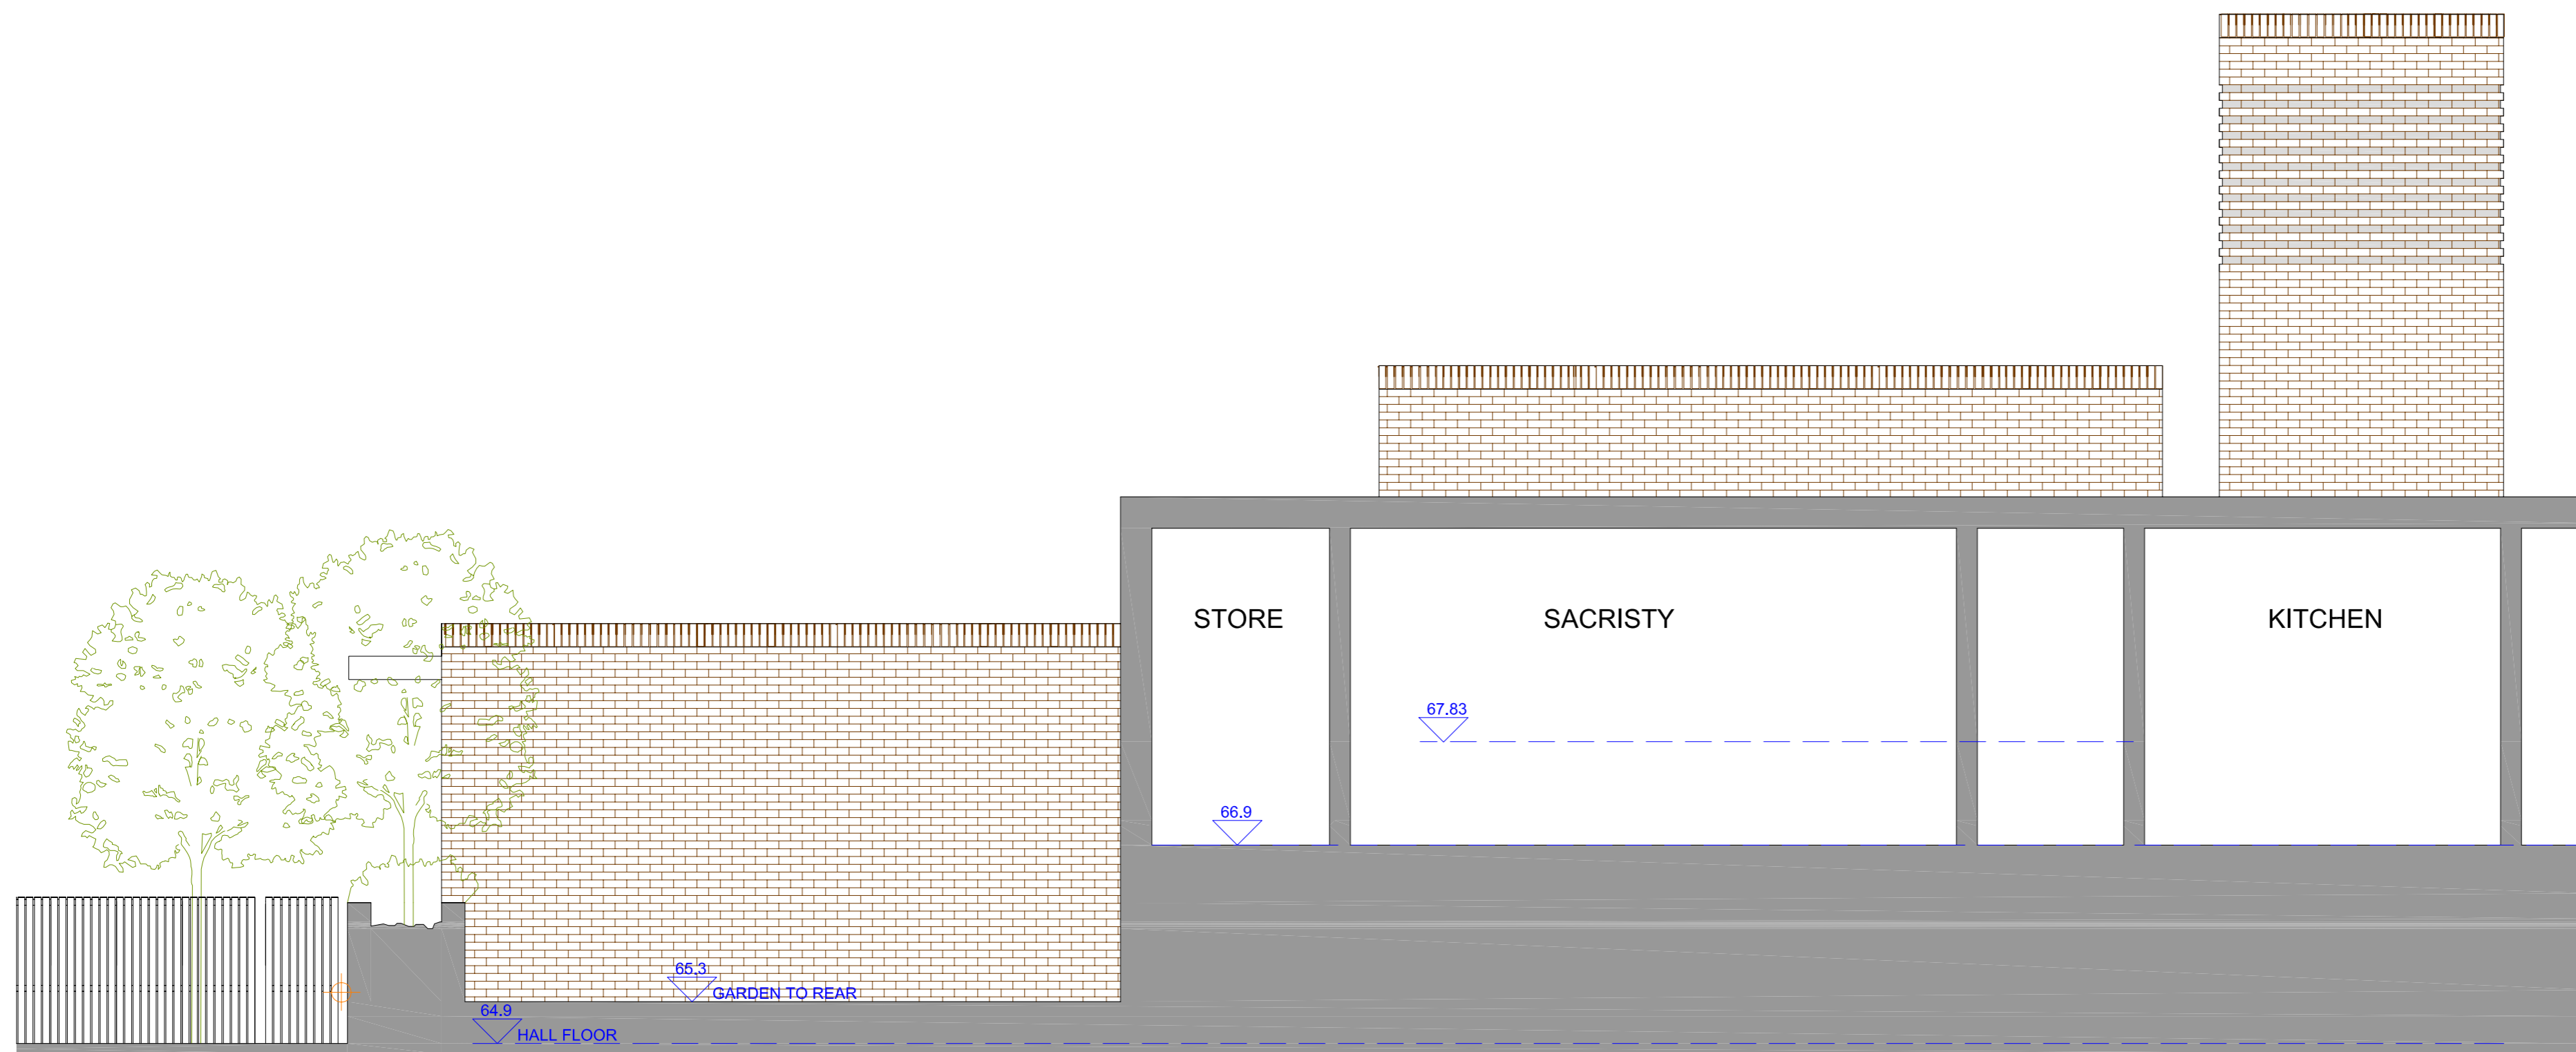 STORE
SACRISTY
KITCHEN
67.83
66.9
65.3
GARDEN TO REAR
64.9
HALL FLOOR